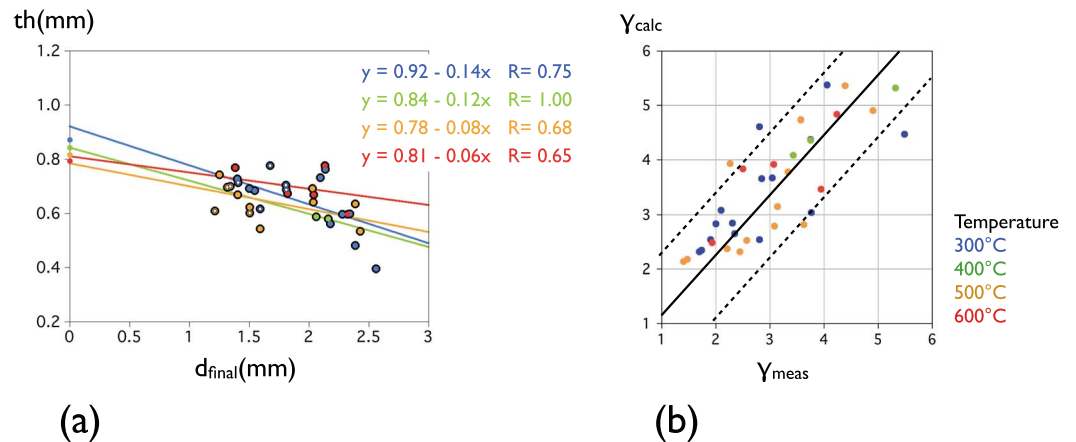 th(mm)
1.2
1.0
0.8
0.6
0.4
0.2
0
0.5
1
1.5
2
2.5
3
y = 0.92 - 0.14x R= 0.75
y = 0.84 - 0.12x R= 1.00
y = 0.78 - 0.08x R= 0.68
y = 0.81 - 0.06x R= 0.65
dfinal(mm)
(a)
γcalc
6
5
4
3
2
1
1 2 3 4 5 6
γmeas
(b)
Temperature
300°C
400°C
500°C
600°C